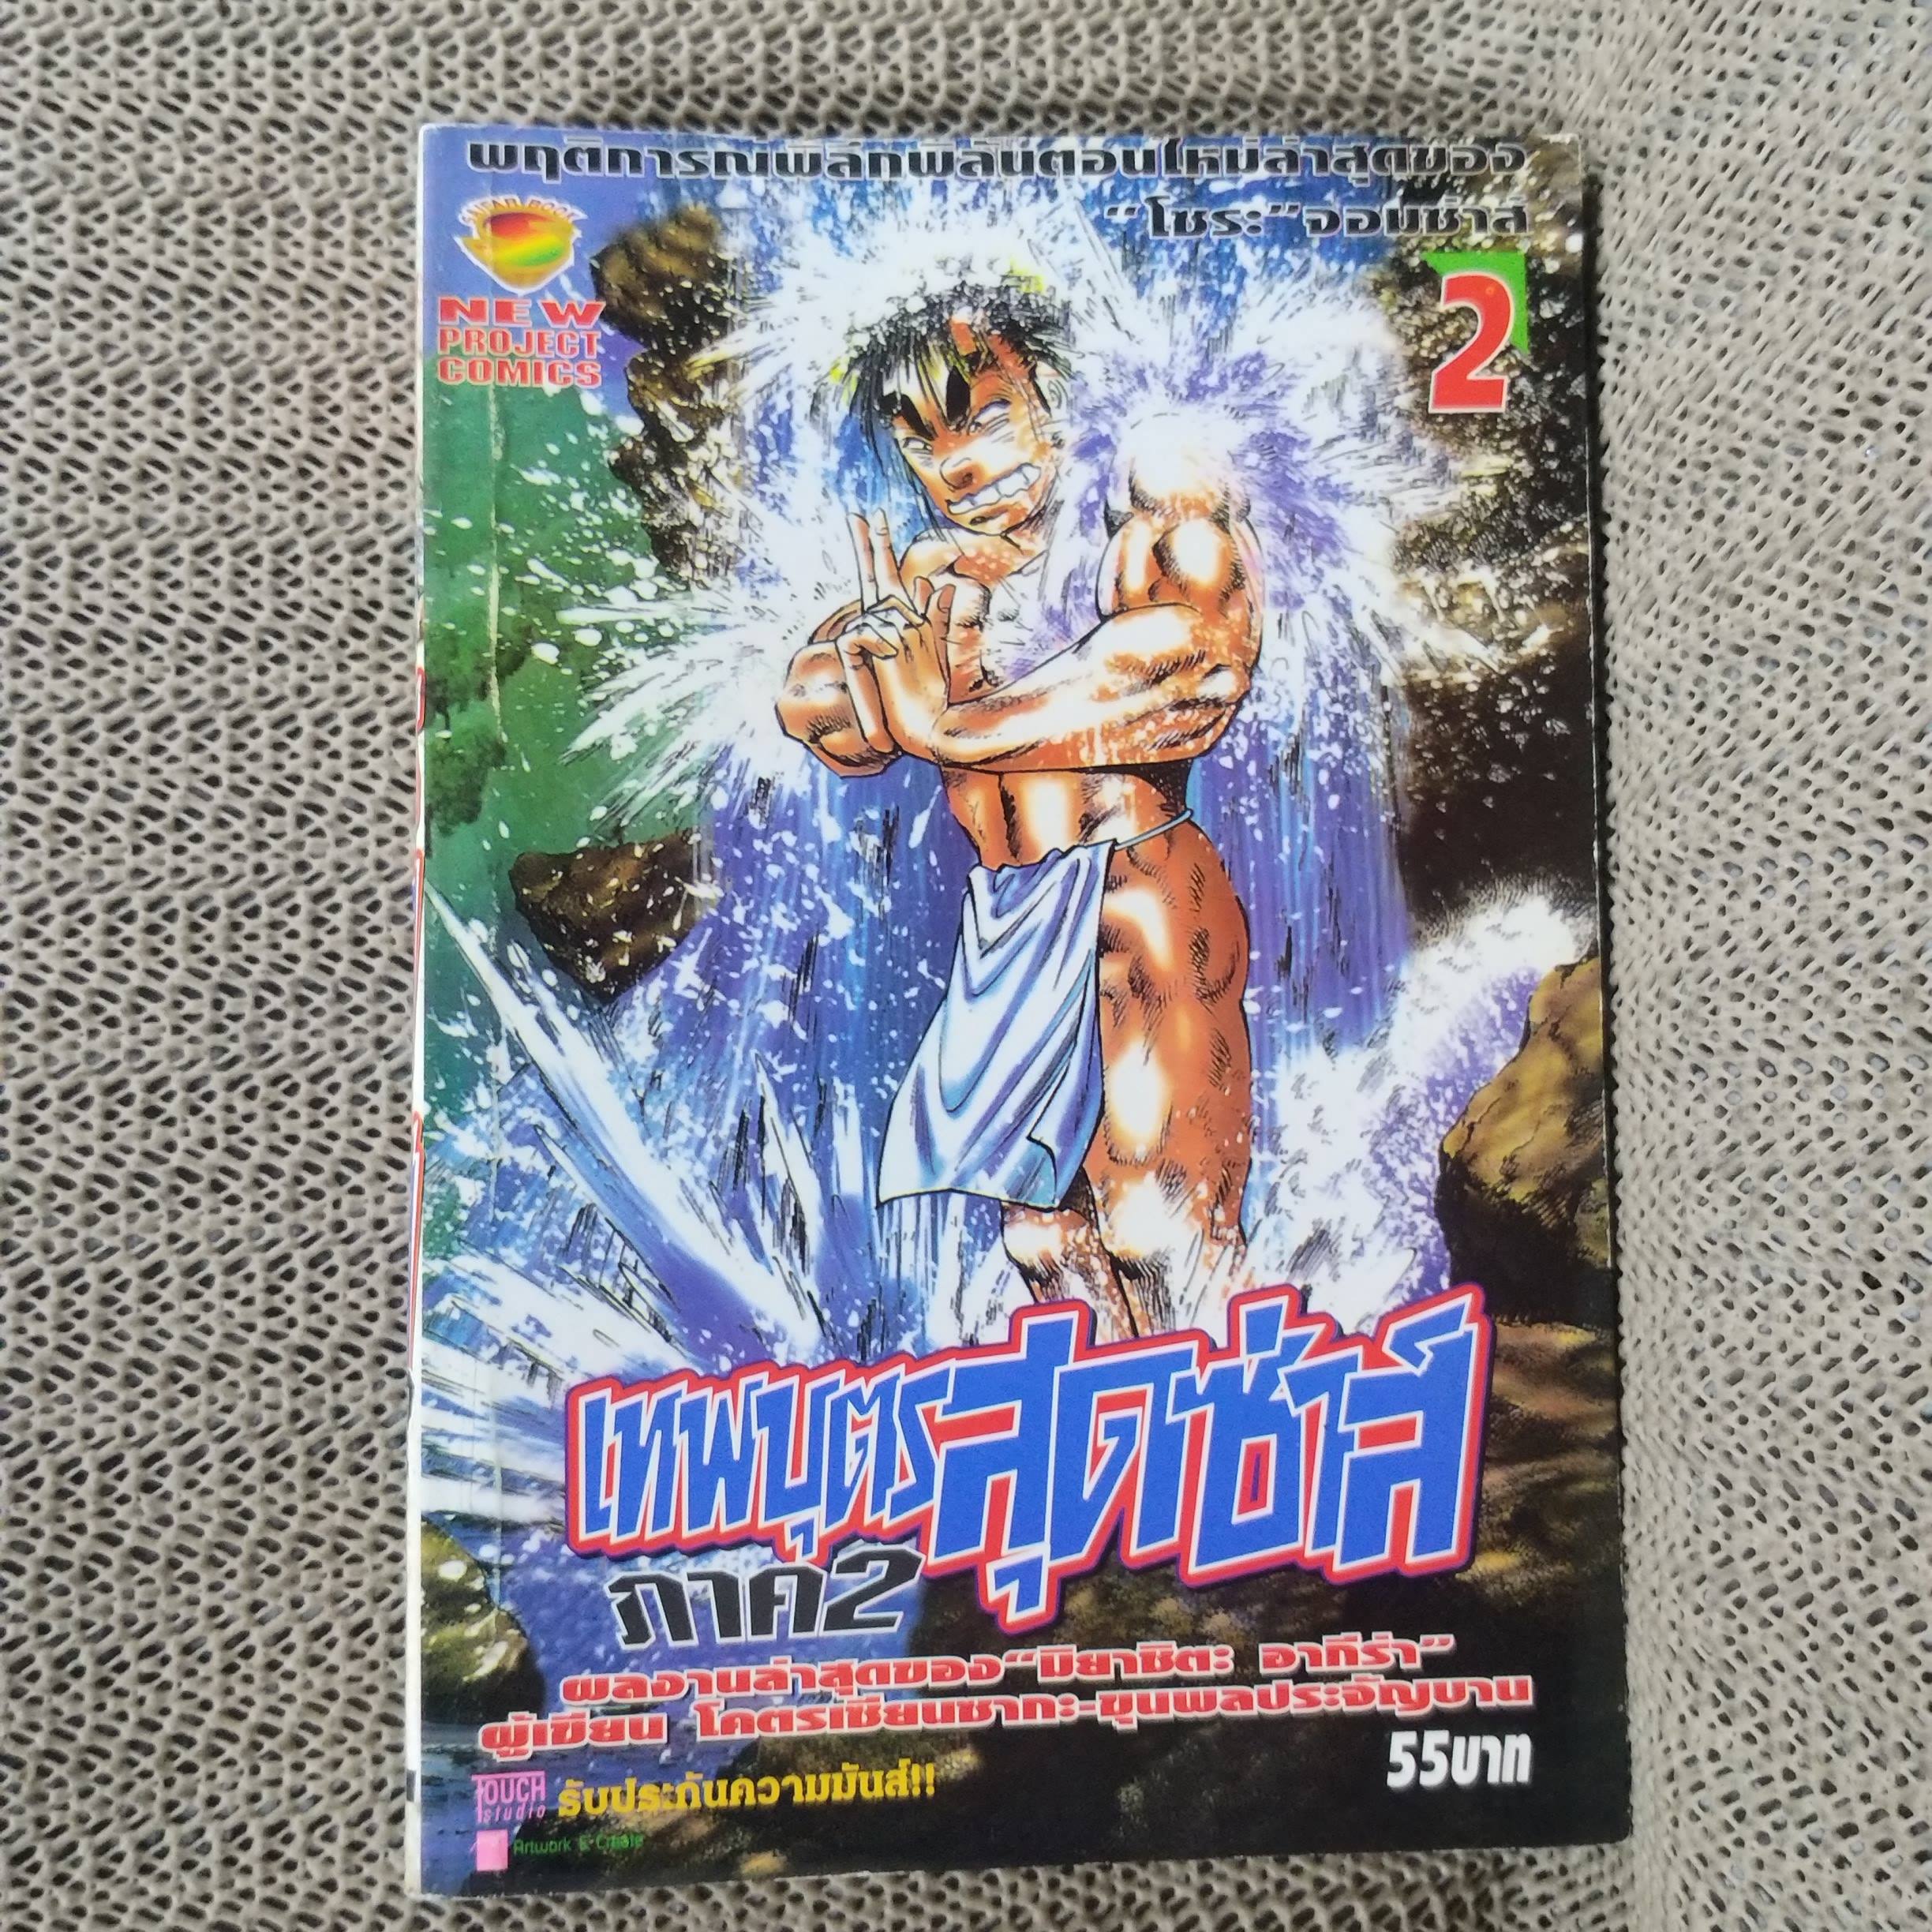 พฤติการณ์พิลึกพิลั่นตอนใหม่ล่าสุดของ
“โซระ”จอมซ่าส์
CLEAR BOOK
NEW
PROJECT
COMICS
2
เทพบุตรสุดซ่าส์
ภาค2
ผลงานล่าสุดของ“มิยาชิตะ อากีร่า”
ผู้เขียน โคตรเซียนซากะ-ขุนพลประจัญบาน
55บาท
TOUCH
studio
รับประกันความมันส์!!
Artwork & Create